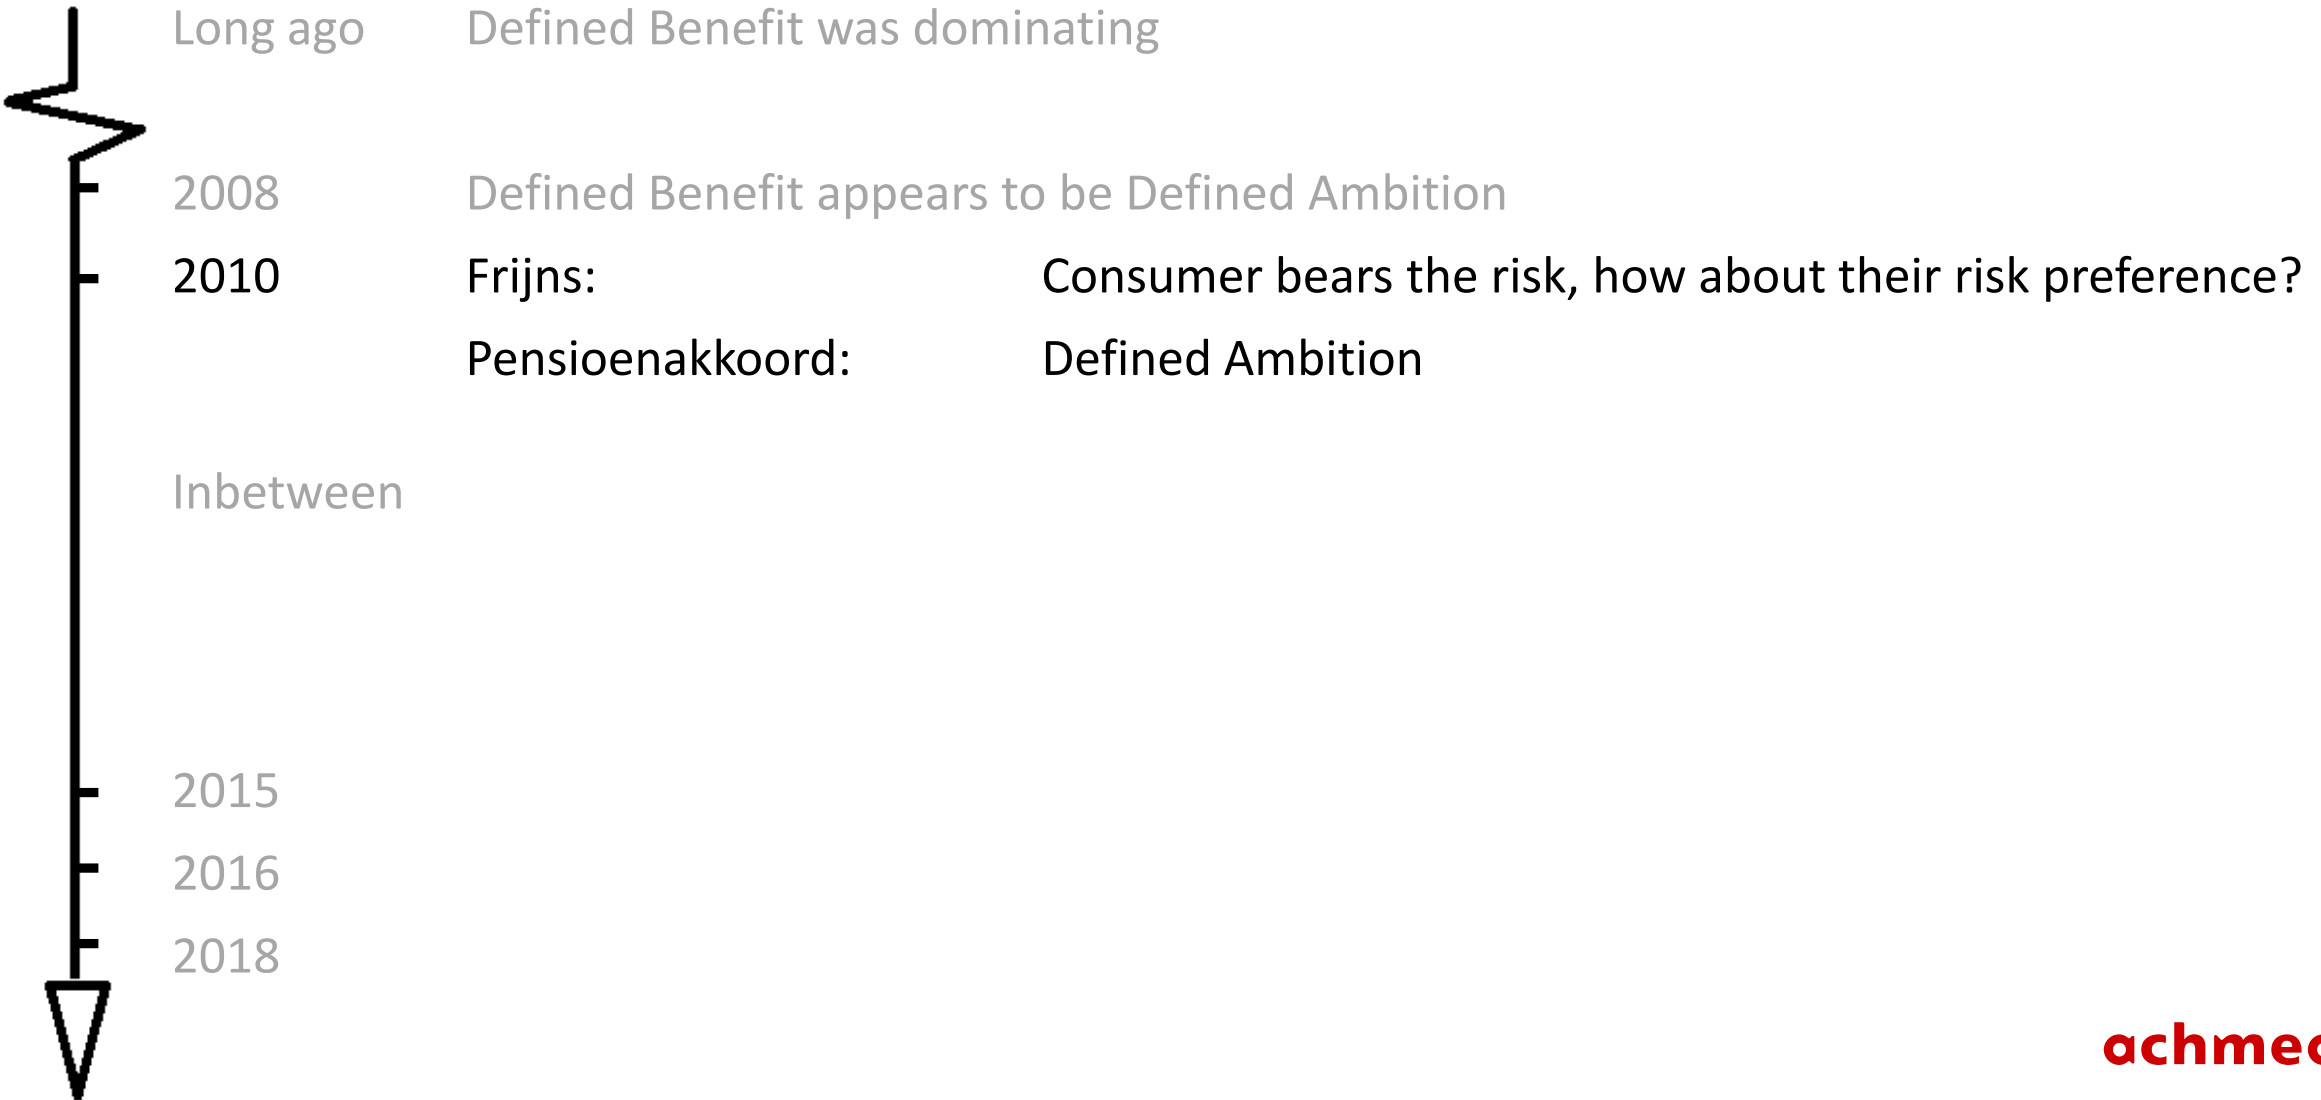 Long ago Defined Benefit was dominating
2008 Defined Benefit appears to be Defined Ambition
2010 Frijns: Consumer bears the risk, how about their risk preference?
Pensioenakkoord: Defined Ambition
Inbetween
2015
2016
2018